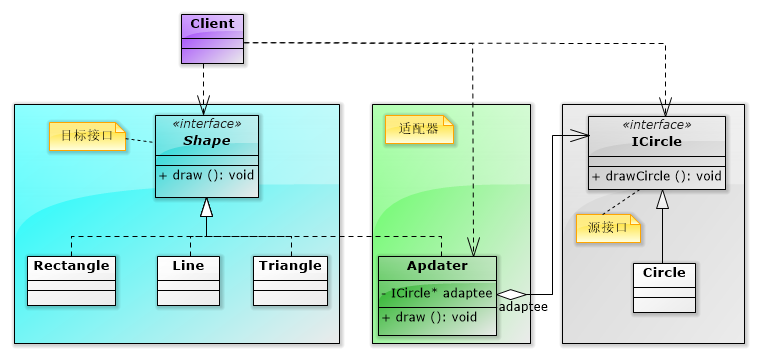 Client
«interface»
Shape
+ draw (): void
目标接口
Rectangle
Line
Triangle
适配器
Apdater
- ICircle* adaptee
+ draw (): void
adaptee
«interface»
ICircle
+ drawCircle (): void
源接口
Circle